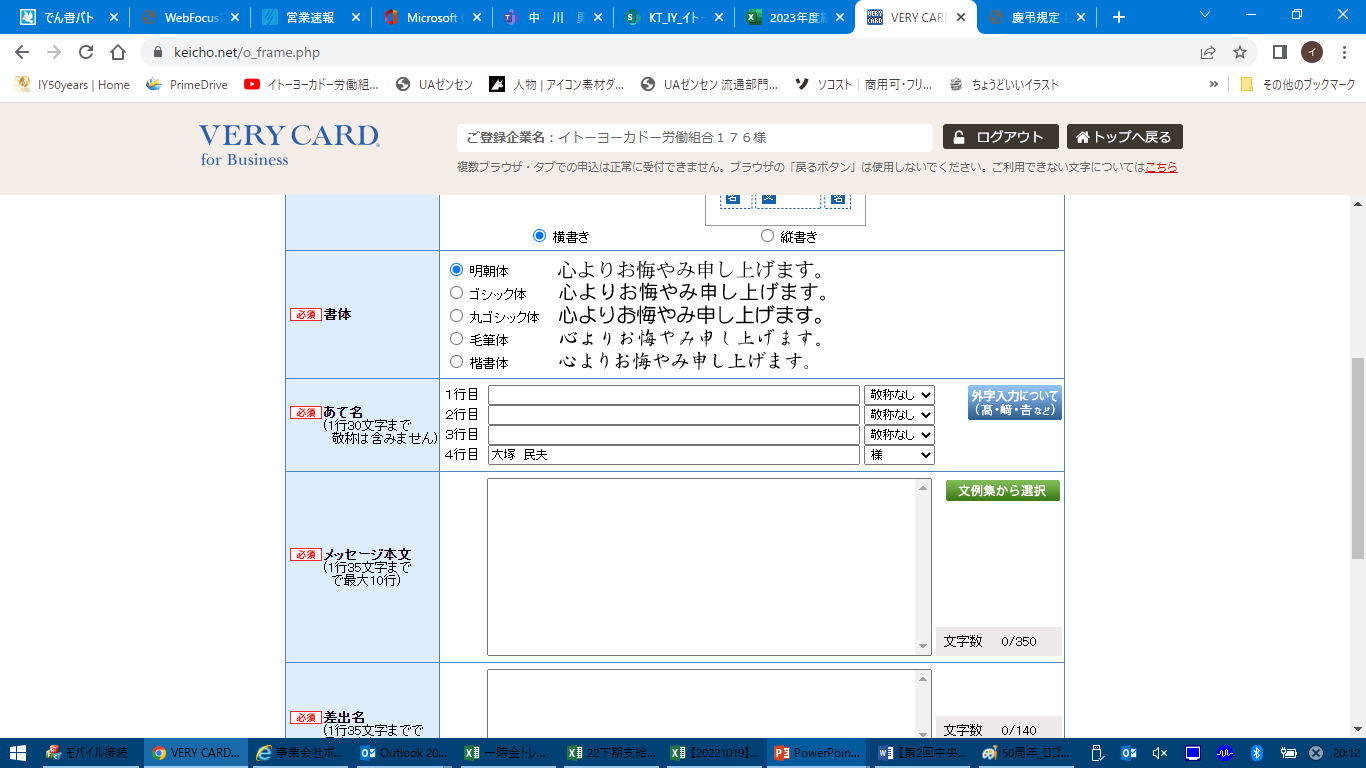 でん㐂パト
WebFocus
営業速報
Microsoft
中 川
KT_IY_イトー
2023年度
VERY CARD
慶弔規定
keicho.net/o_frame.php
イ
IY50years | Home
PrimeDrive
イトーヨーカドー労働組...
UAゼンセン
人物 | アイコン素材ダ...
UAゼンセン 流通部門...
ソコスト | 商用可・フリ...
ちょうどいいイラスト
»
その他のブックマーク
VERY CARD
for Business
ご登録企業名：イトーヨーカドー労働組合１７６様
ログアウト
トップへ戻る
複数ブラウザ・タブでの申込は正常に受付できません。ブラウザの「戻るボタン」は使用しないでください。ご利用できない文字についてはこちら
横書き
縦書き
必須 書体
明朝体 心よりお悔やみ申し上げます。
ゴシック体 心よりお悔やみ申し上げます。
丸ゴシック体 心よりお悔やみ申し上げます。
毛筆体 心よりお悔やみ申し上げます。
楷書体 心よりお悔やみ申し上げます。
必須 あて名
(1行30文字まで
敬称は含みません)
1行目 敬称なし
2行目 敬称なし
3行目 敬称なし
4行目 大塚 民夫 様
外字入力について
（髙・﨑・𠮷など）
必須 メッセージ本文
(1行35文字まで
で最大10行)
文例集から選択
文字数 0/350
必須 差出名
(1行35文字までで
文字数 0/140
モバイル接続
VERY CARD...
事業会社ポ...
Outlook 20...
一時金トレ...
22下期支給...
【20221019】...
PowerPoin...
【第2回中央...
50周年_ロゴ...
20:12